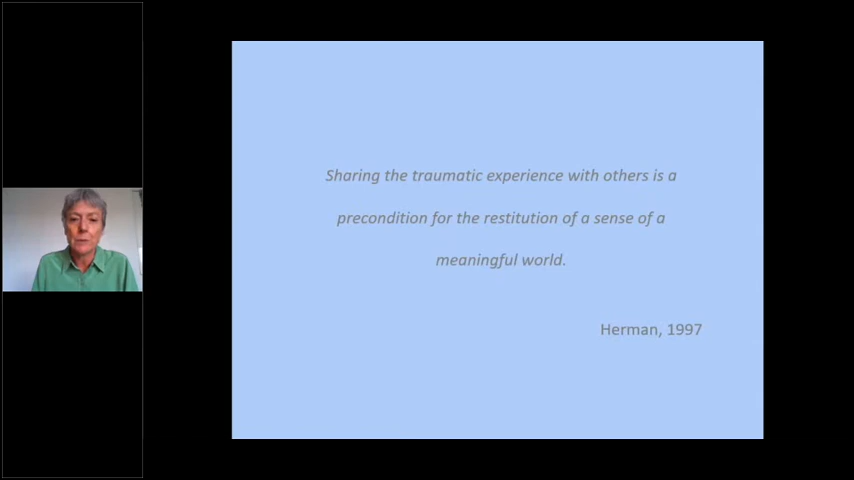 Sharing the traumatic experience with others is a
precondition for the restitution of a sense of a
meaningful world.
Herman, 1997